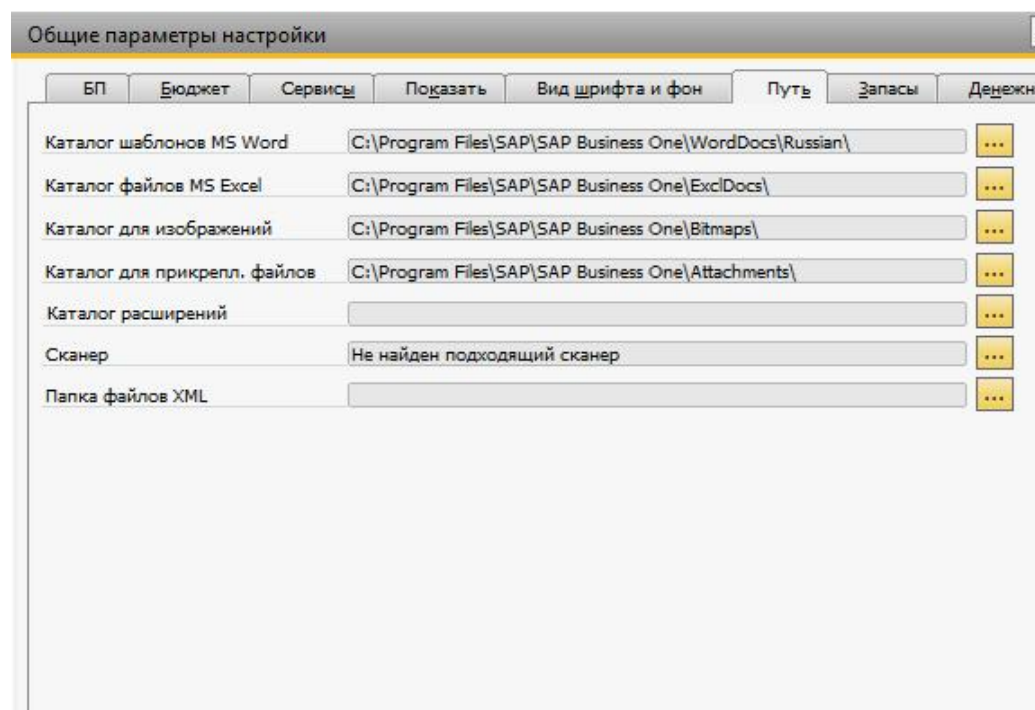 Общие параметры настройки
БП Бюджет Сервисы Показать Вид шрифта и фон Путь Запасы Денежн
Каталог шаблонов MS Word C:\Program Files\SAP\SAP Business One\WordDocs\Russian\ ...
Каталог файлов MS Excel C:\Program Files\SAP\SAP Business One\ExclDocs\ ...
Каталог для изображений C:\Program Files\SAP\SAP Business One\Bitmaps\ ...
Каталог для прикрепл. файлов C:\Program Files\SAP\SAP Business One\Attachments\ ...
Каталог расширений ...
Сканер Не найден подходящий сканер ...
Папка файлов XML ...